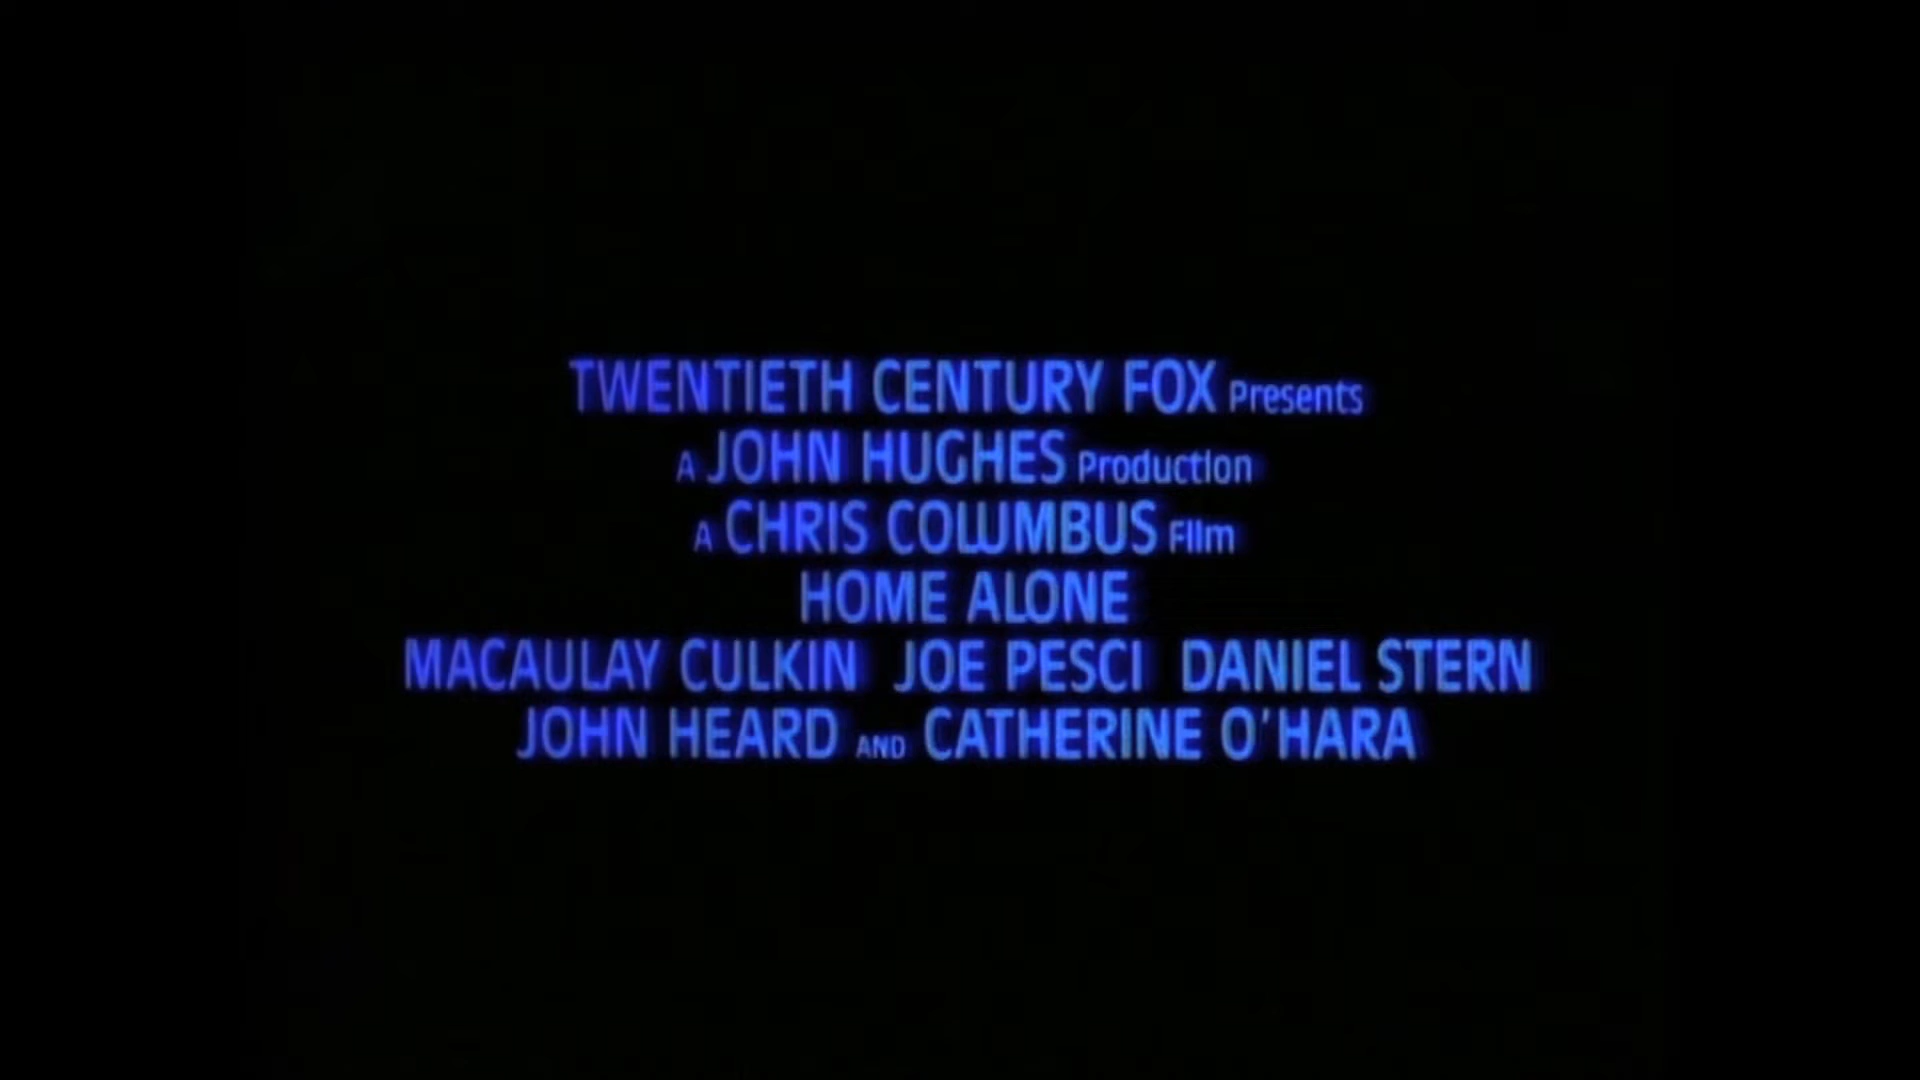 TWENTIETH CENTURY FOX Presents
A JOHN HUGHES Production
A CHRIS COLUMBUS Film
HOME ALONE
MACAULAY CULKIN JOE PESCI DANIEL STERN
JOHN HEARD AND CATHERINE O'HARA